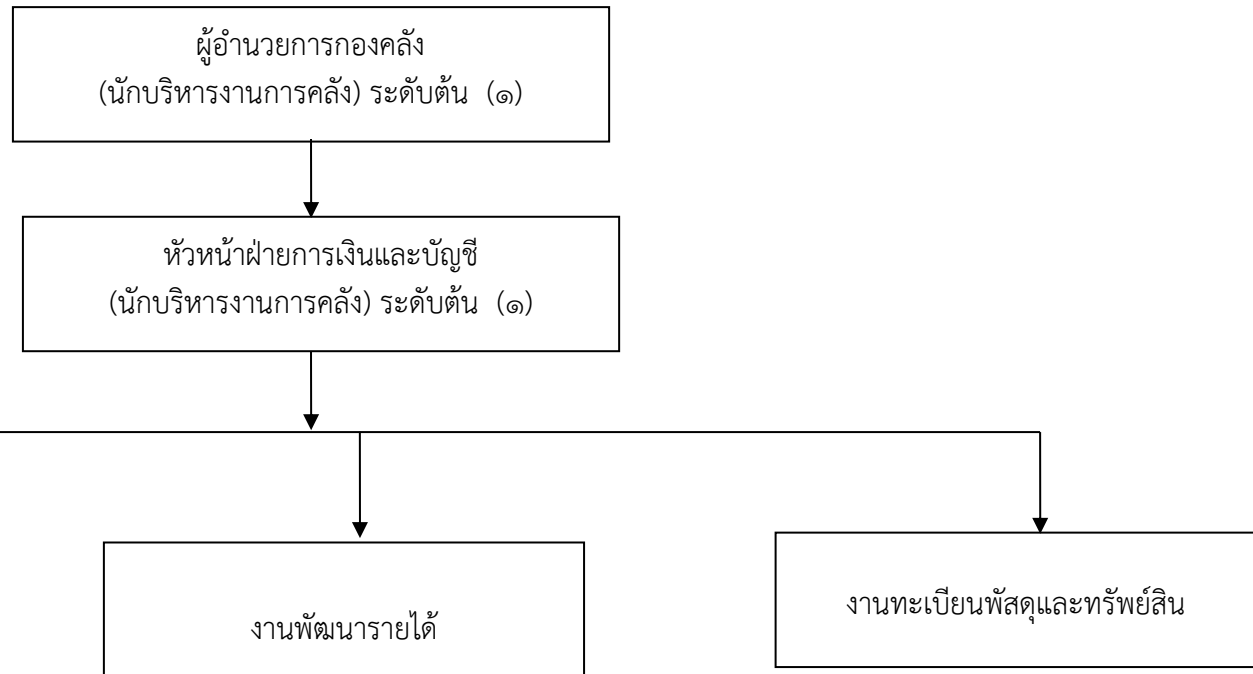 ผู้อำนวยการกองคลัง
(นักบริหารงานการคลัง) ระดับต้น (๑)
หัวหน้าฝ่ายการเงินและบัญชี
(นักบริหารงานการคลัง) ระดับต้น (๑)
งานพัฒนารายได้
งานทะเบียนพัสดุและทรัพย์สิน